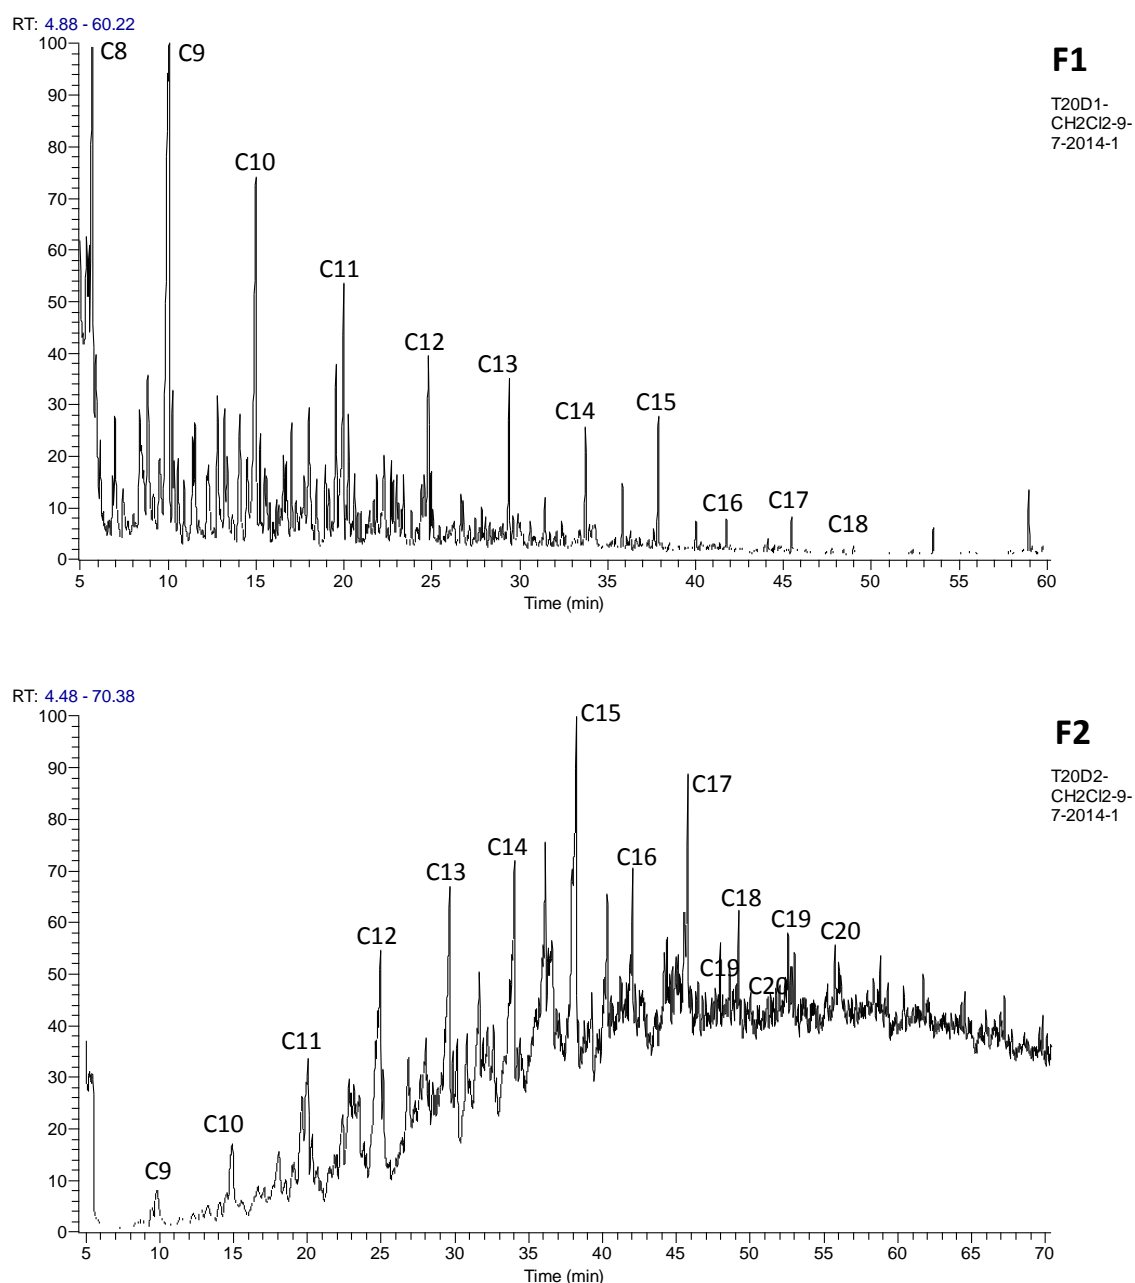 RT: 4.88 - 60.22
F1
T20D1-
CH2Cl2-9-
7-2014-1
100
90
80
70
60
50
40
30
20
10
0
C8
C9
C10
C11
C12
C13
C14
C15
C16
C17
C18
5 10 15 20 25 30 35 40 45 50 55 60
Time (min)
RT: 4.48 - 70.38
F2
T20D2-
CH2Cl2-9-
7-2014-1
100
90
80
70
60
50
40
30
20
10
0
C9
C10
C11
C12
C13
C14
C15
C16
C17
C18
C19
C20
C19
C20
5 10 15 20 25 30 35 40 45 50 55 60 65 70
Time (min)